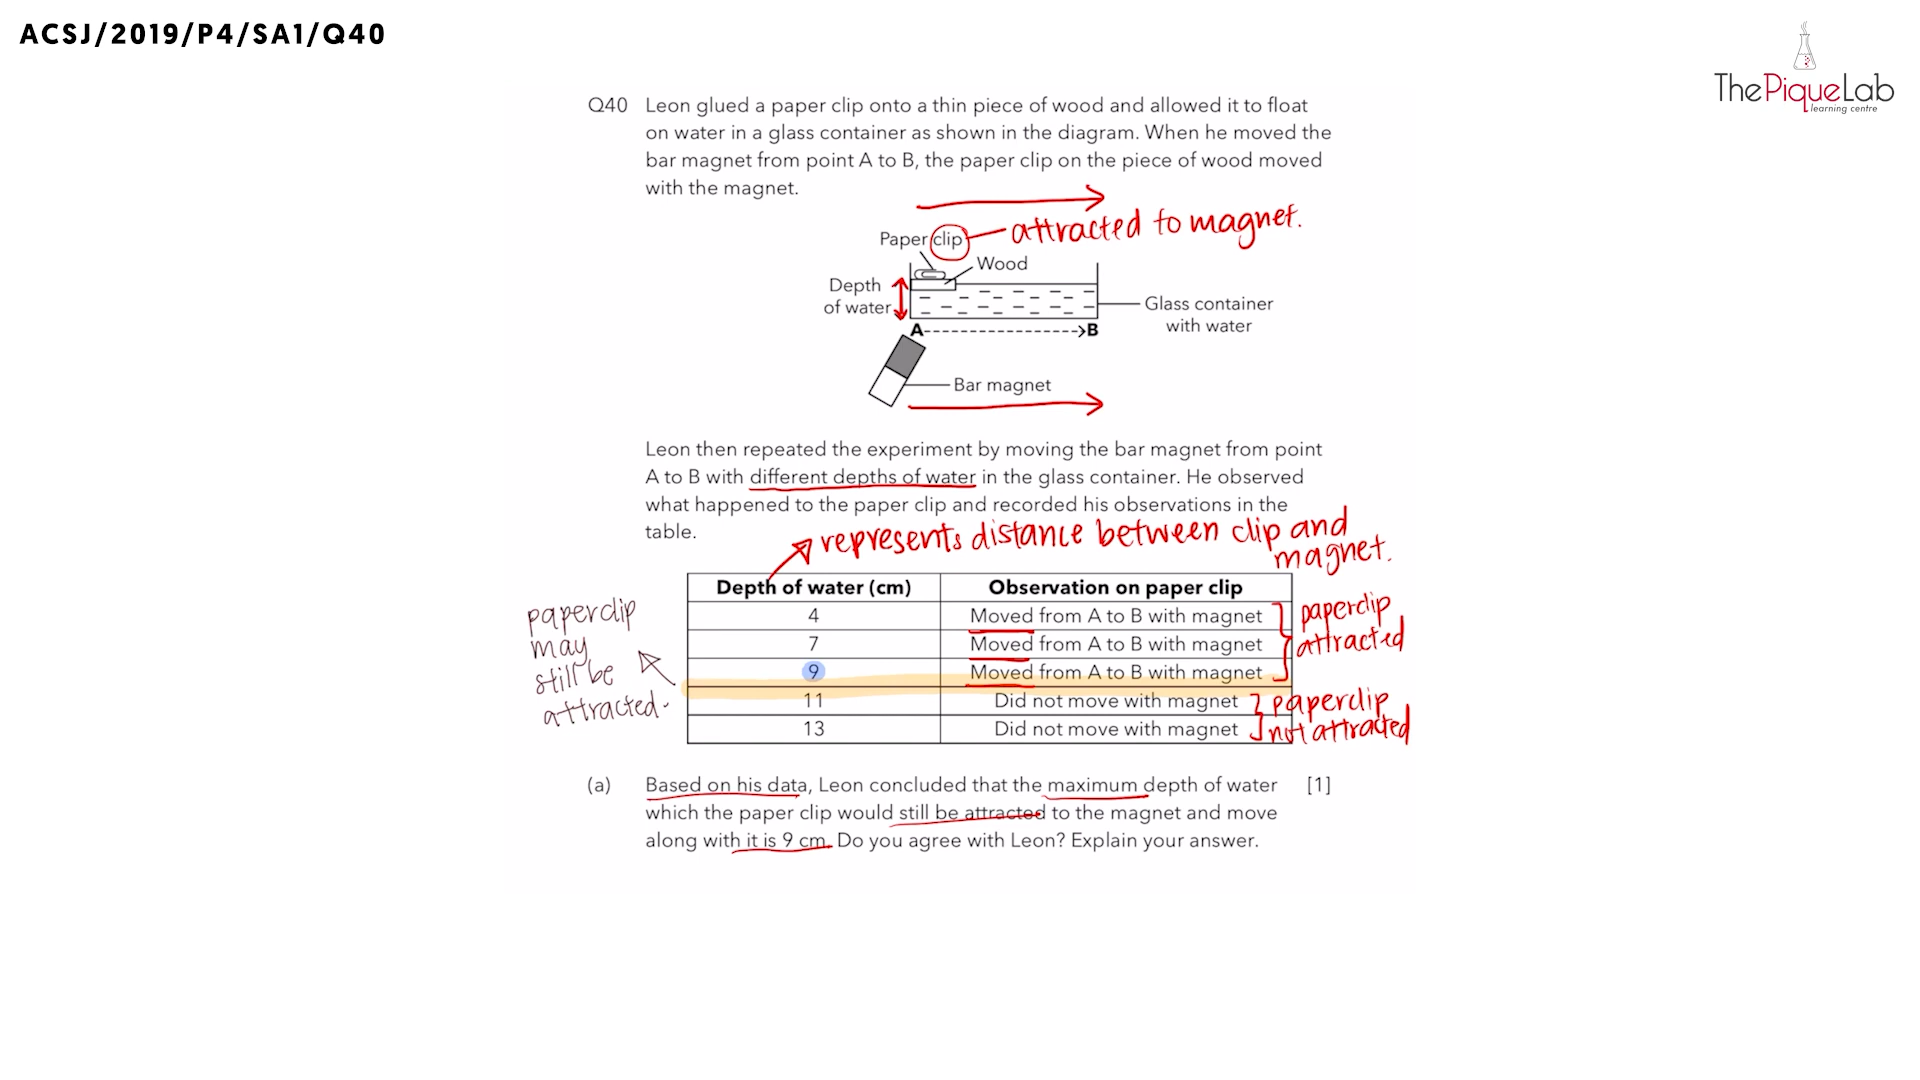 ACSJ/2019/P4/SA1/Q40
ThePiqueLab
learning centre
Q40 Leon glued a paper clip onto a thin piece of wood and allowed it to float
on water in a glass container as shown in the diagram. When he moved the
bar magnet from point A to B, the paper clip on the piece of wood moved
with the magnet.
Paper clip
attracted to magnet.
Wood
Depth
of water
Glass container
with water
A
B
Bar magnet
Leon then repeated the experiment by moving the bar magnet from point
A to B with different depths of water in the glass container. He observed
what happened to the paper clip and recorded his observations in the
table.
represents distance between clip and
magnet.
Depth of water (cm) Observation on paper clip
4 Moved from A to B with magnet
7 Moved from A to B with magnet
9 Moved from A to B with magnet
11 Did not move with magnet
13 Did not move with magnet
paperclip
attracted
paperclip
not attracted
paperclip
may
still be
attracted.
(a) Based on his data, Leon concluded that the maximum depth of water [1]
which the paper clip would still be attracted to the magnet and move
along with it is 9 cm. Do you agree with Leon? Explain your answer.